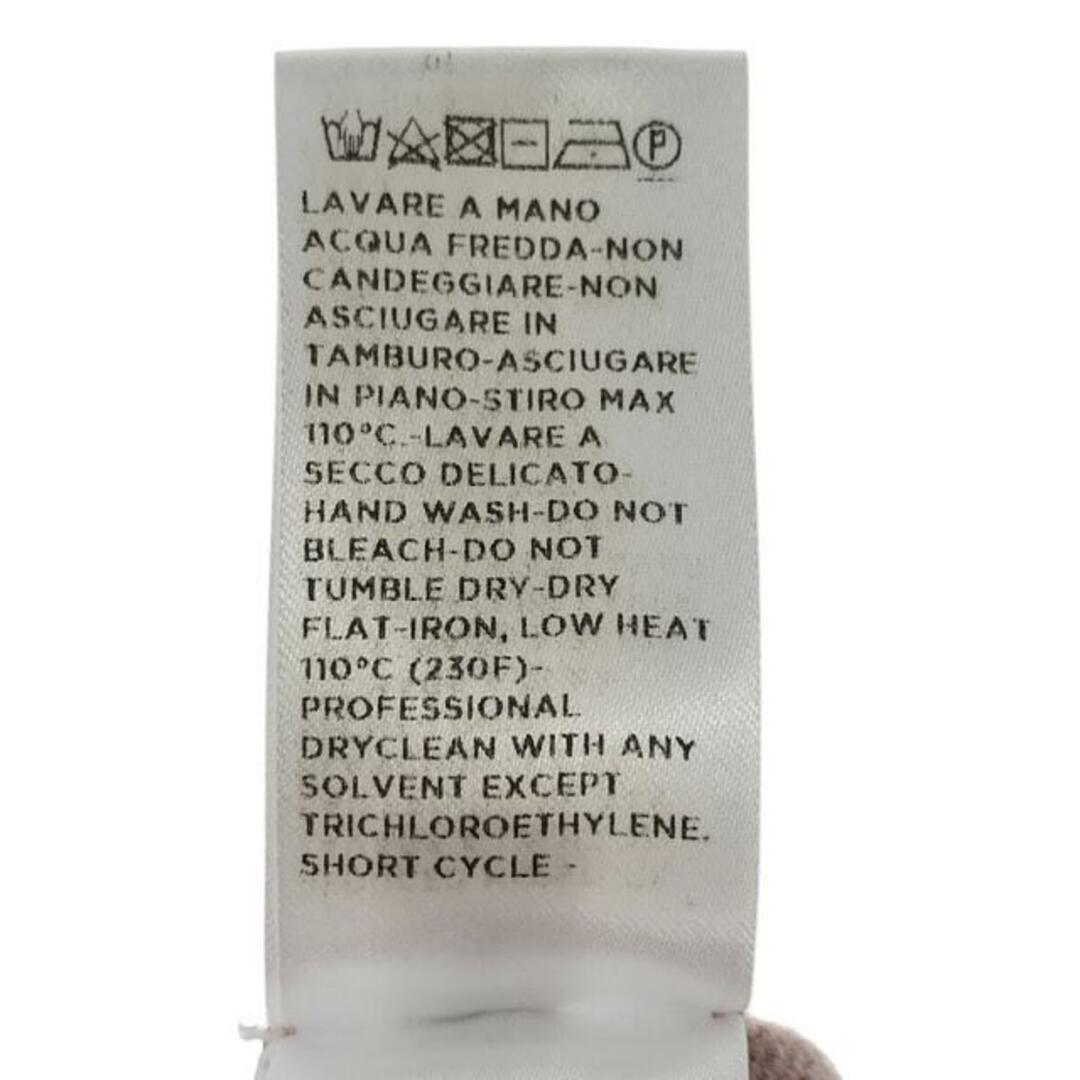 P
LAVARE A MANO
ACQUA FREDDA-NON
CANDEGGIARE-NON
ASCIUGARE IN
TAMBURO-ASCIUGARE
IN PIANO-STIRO MAX
110°C.-LAVARE A
SECCO DELICATO-
HAND WASH-DO NOT
BLEACH-DO NOT
TUMBLE DRY-DRY
FLAT-IRON, LOW HEAT
110°C (230F)-
PROFESSIONAL
DRYCLEAN WITH ANY
SOLVENT EXCEPT
TRICHLOROETHYLENE.
SHORT CYCLE -